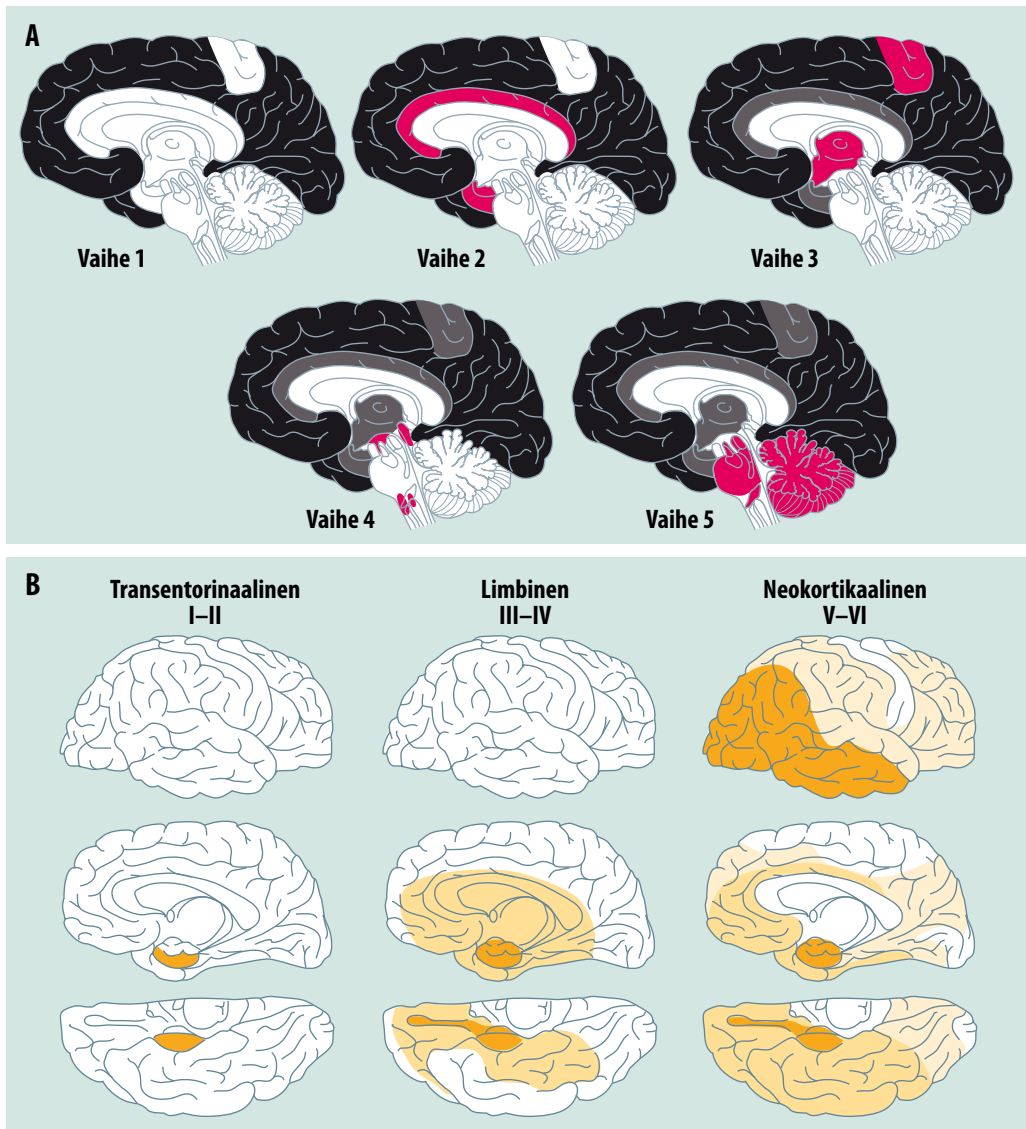 A
Vaihe 1
Vaihe 2
Vaihe 3
Vaihe 4
Vaihe 5
B
Transentorinaalinen
I–II
Limbinen
III–IV
Neokortikaalinen
V–VI